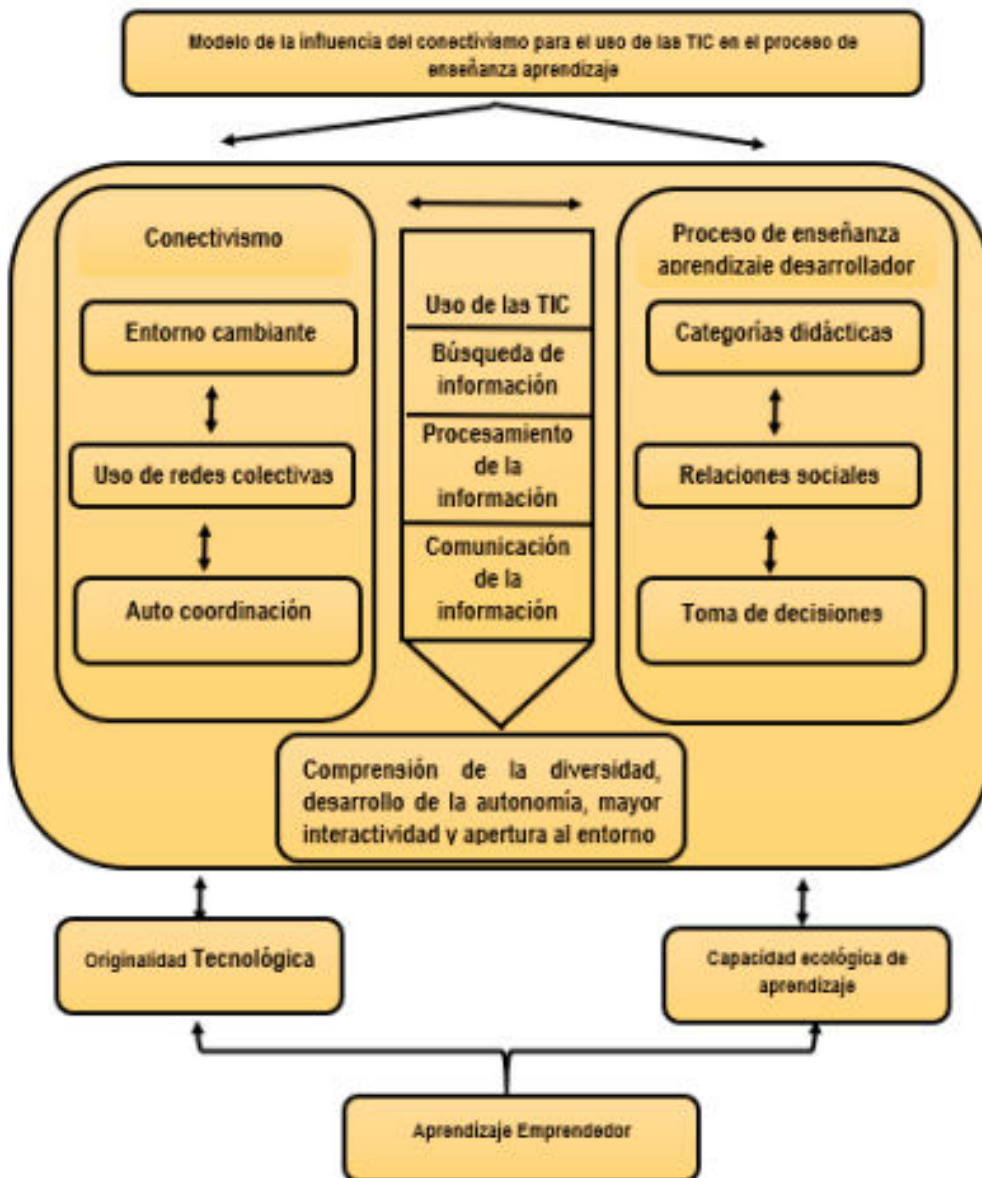 Modelo de la influencia del conectivismo para el uso de las TIC en el proceso de
enseñanza aprendizaje
Conectivismo
Entorno cambiante
Uso de redes colectivas
Auto coordinación
Uso de las TIC
Búsqueda de
información
Procesamiento
de la
información
Comunicación
de la
información
Proceso de enseñanza
aprendizaje desarrollador
Categorías didácticas
Relaciones sociales
Toma de decisiones
Comprensión de la diversidad,
desarrollo de la autonomía, mayor
interactividad y apertura al entorno
Originalidad Tecnológica
Capacidad ecológica de
aprendizaje
Aprendizaje Emprendedor